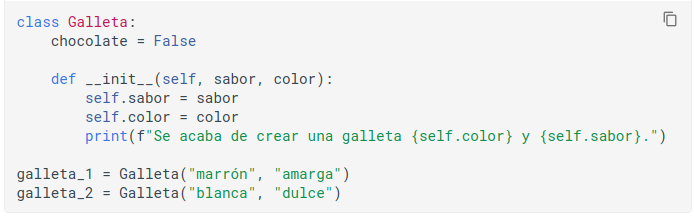 class Galleta:
    chocolate = False

    def __init__(self, sabor, color):
        self.sabor = sabor
        self.color = color
        print(f"Se acaba de crear una galleta {self.color} y {self.sabor}.")

galleta_1 = Galleta("marrón", "amarga")
galleta_2 = Galleta("blanca", "dulce")